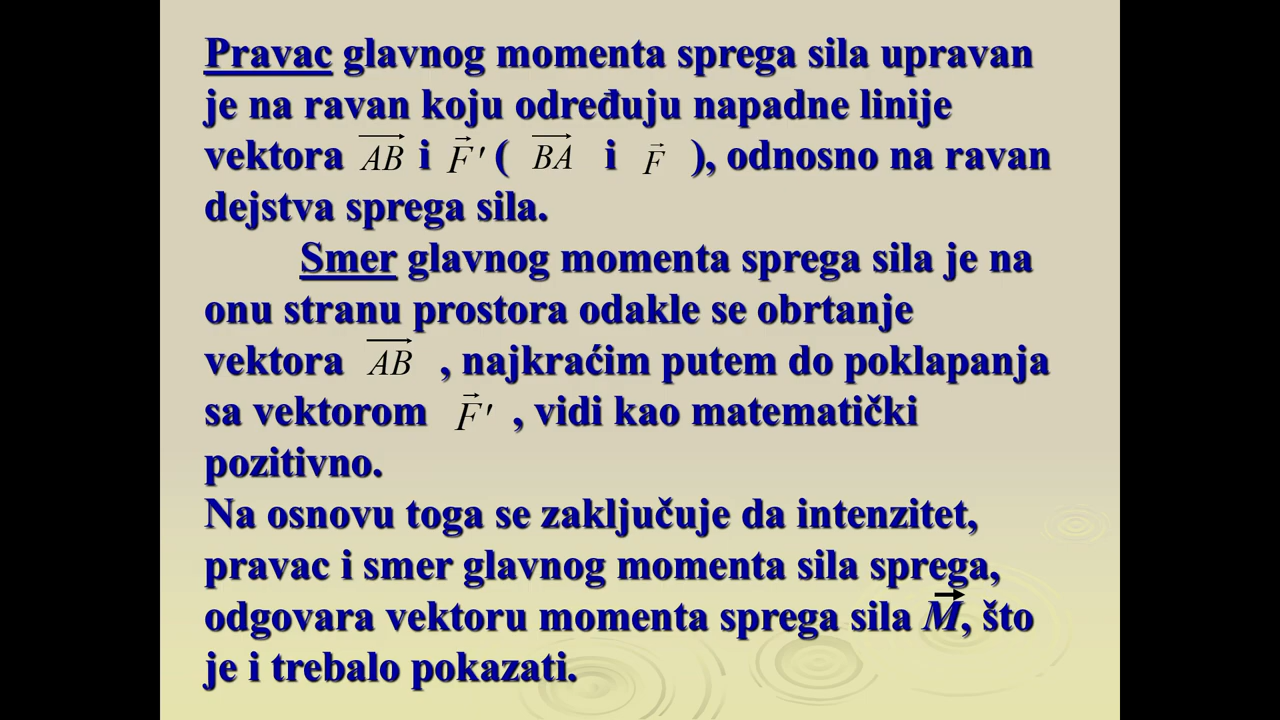 Pravac glavnog momenta sprega sila upravan
je na ravan koju određuju napadne linije
vektora AB⃗ i F⃗' ( BA⃗ i F⃗ ), odnosno na ravan
dejstva sprega sila.
Smer glavnog momenta sprega sila je na
onu stranu prostora odakle se obrtanje
vektora AB⃗ , najkraćim putem do poklapanja
sa vektorom F⃗' , vidi kao matematički
pozitivno.
Na osnovu toga se zaključuje da intenzitet,
pravac i smer glavnog momenta sila sprega,
odgovara vektoru momenta sprega sila M⃗, što
je i trebalo pokazati.